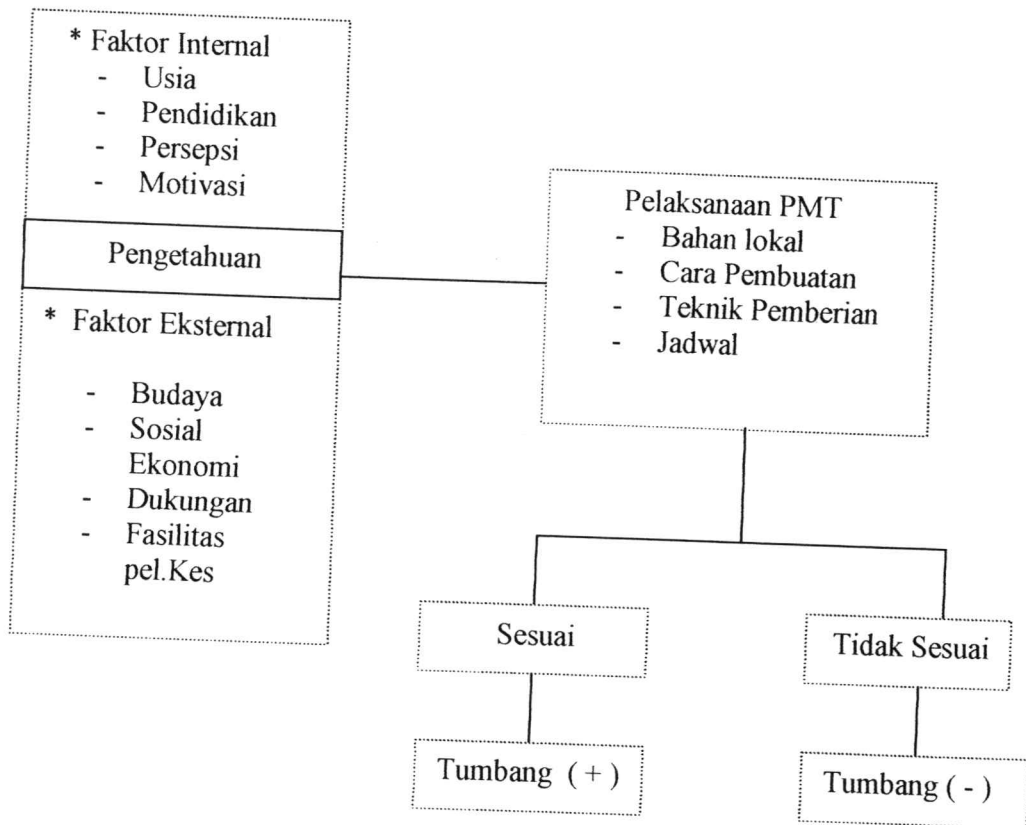 * Faktor Internal
- Usia
- Pendidikan
- Persepsi
- Motivasi
Pengetahuan
* Faktor Eksternal
- Budaya
- Sosial
Ekonomi
- Dukungan
- Fasilitas
pel.Kes
Pelaksanaan PMT
- Bahan lokal
- Cara Pembuatan
- Teknik Pemberian
- Jadwal
Sesuai
Tidak Sesuai
Tumbang ( + )
Tumbang ( - )